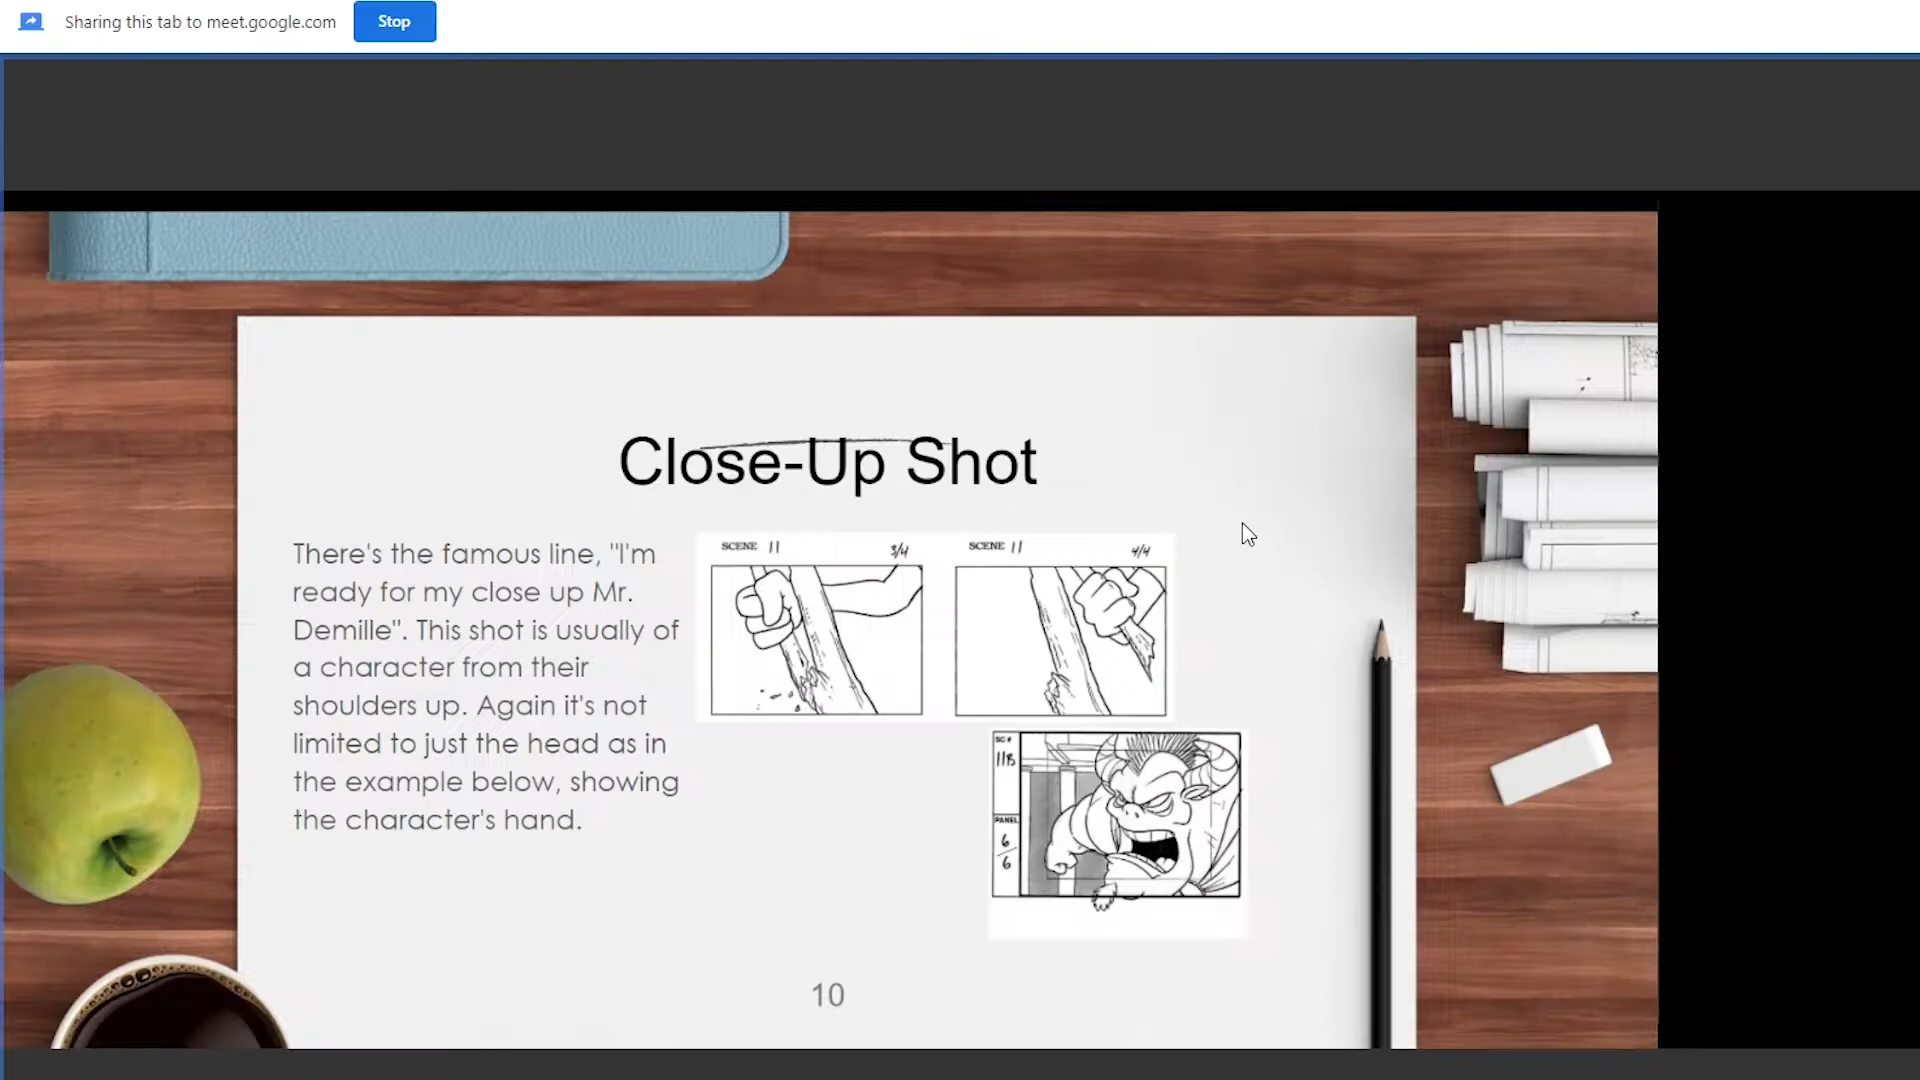 Sharing this tab to meet.google.com
Stop
Close-Up Shot
There's the famous line, "I'm
ready for my close up Mr.
Demille". This shot is usually of
a character from their
shoulders up. Again it's not
limited to just the head as in
the example below, showing
the character's hand.
SCENE 11 3/4
SCENE 11 4/4
SC #
11B
PANEL
6
6
10